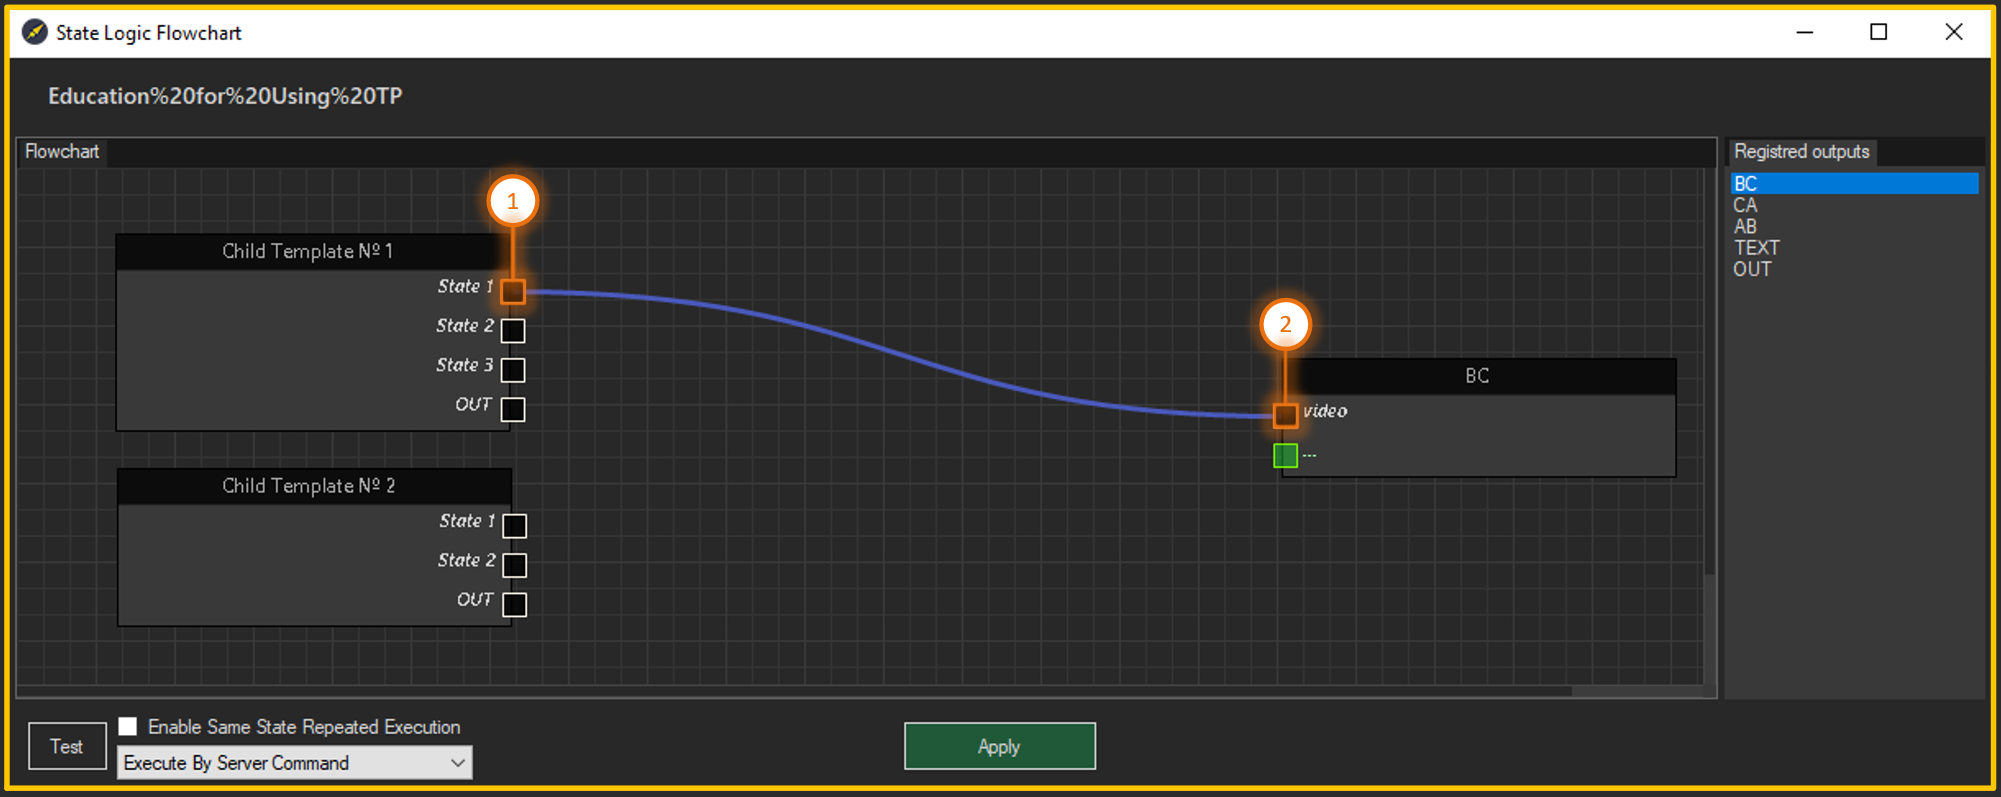 State Logic Flowchart
Education%20for%20Using%20TP
Flowchart
Registred outputs
BC
CA
AB
TEXT
OUT
1
Child Template Nº 1
State 1
State 2
State 3
OUT
2
BC
video
---
Child Template Nº 2
State 1
State 2
OUT
Test
Enable Same State Repeated Execution
Execute By Server Command
Apply